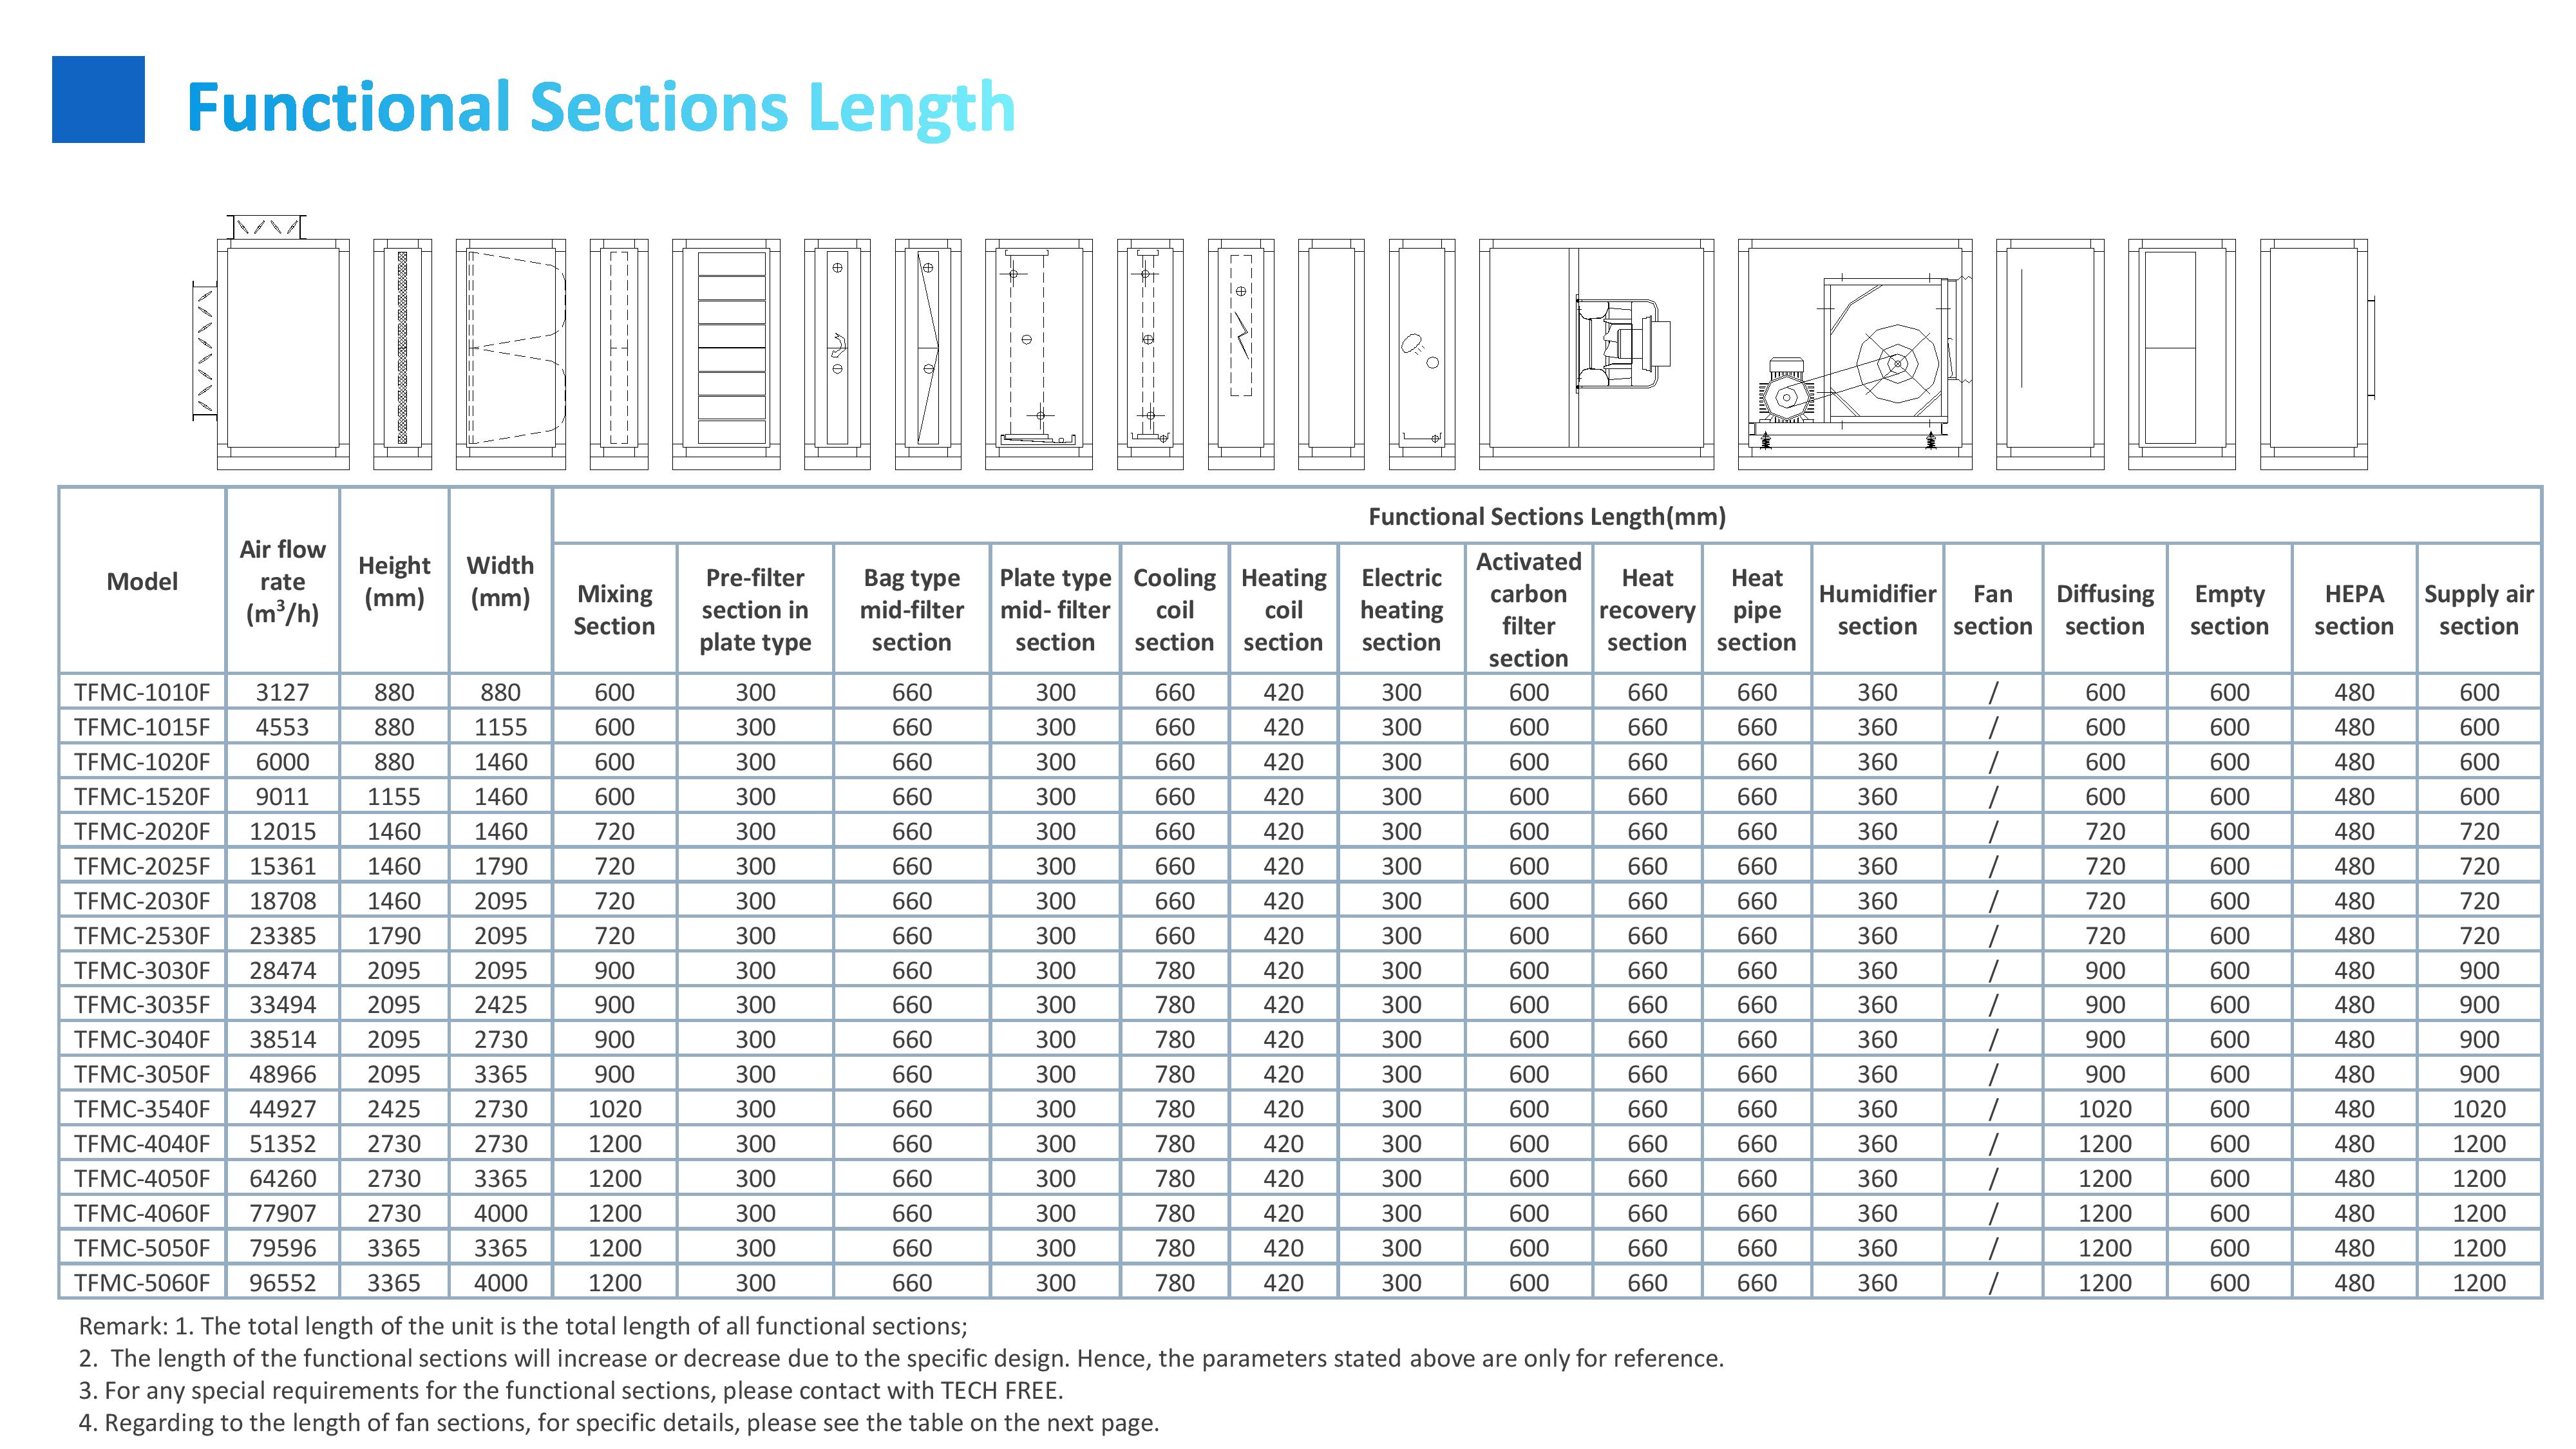 Functional Sections Length
Model Air flow rate (m³/h) Height (mm) Width (mm) Functional Sections Length(mm)
Mixing Section Pre-filter section in plate type Bag type mid-filter section Plate type mid- filter section Cooling coil section Heating coil section Electric heating section Activated carbon filter section Heat recovery section Heat pipe section Humidifier section Fan section Diffusing section Empty section HEPA section Supply air section
TFMC-1010F 3127 880 880 600 300 660 300 660 420 300 600 660 660 360 / 600 600 480 600
TFMC-1015F 4553 880 1155 600 300 660 300 660 420 300 600 660 660 360 / 600 600 480 600
TFMC-1020F 6000 880 1460 600 300 660 300 660 420 300 600 660 660 360 / 600 600 480 600
TFMC-1520F 9011 1155 1460 600 300 660 300 660 420 300 600 660 660 360 / 600 600 480 600
TFMC-2020F 12015 1460 1460 720 300 660 300 660 420 300 600 660 660 360 / 720 600 480 720
TFMC-2025F 15361 1460 1790 720 300 660 300 660 420 300 600 660 660 360 / 720 600 480 720
TFMC-2030F 18708 1460 2095 720 300 660 300 660 420 300 600 660 660 360 / 720 600 480 720
TFMC-2530F 23385 1790 2095 720 300 660 300 660 420 300 600 660 660 360 / 720 600 480 720
TFMC-3030F 28474 2095 2095 900 300 660 300 780 420 300 600 660 660 360 / 900 600 480 900
TFMC-3035F 33494 2095 2425 900 300 660 300 780 420 300 600 660 660 360 / 900 600 480 900
TFMC-3040F 38514 2095 2730 900 300 660 300 780 420 300 600 660 660 360 / 900 600 480 900
TFMC-3050F 48966 2095 3365 900 300 660 300 780 420 300 600 660 660 360 / 900 600 480 900
TFMC-3540F 44927 2425 2730 1020 300 660 300 780 420 300 600 660 660 360 / 1020 600 480 1020
TFMC-4040F 51352 2730 2730 1200 300 660 300 780 420 300 600 660 660 360 / 1200 600 480 1200
TFMC-4050F 64260 2730 3365 1200 300 660 300 780 420 300 600 660 660 360 / 1200 600 480 1200
TFMC-4060F 77907 2730 4000 1200 300 660 300 780 420 300 600 660 660 360 / 1200 600 480 1200
TFMC-5050F 79596 3365 3365 1200 300 660 300 780 420 300 600 660 660 360 / 1200 600 480 1200
TFMC-5060F 96552 3365 4000 1200 300 660 300 780 420 300 600 660 660 360 / 1200 600 480 1200
Remark: 1. The total length of the unit is the total length of all functional sections;
2. The length of the functional sections will increase or decrease due to the specific design. Hence, the parameters stated above are only for reference.
3. For any special requirements for the functional sections, please contact with TECH FREE.
4. Regarding to the length of fan sections, for specific details, please see the table on the next page.